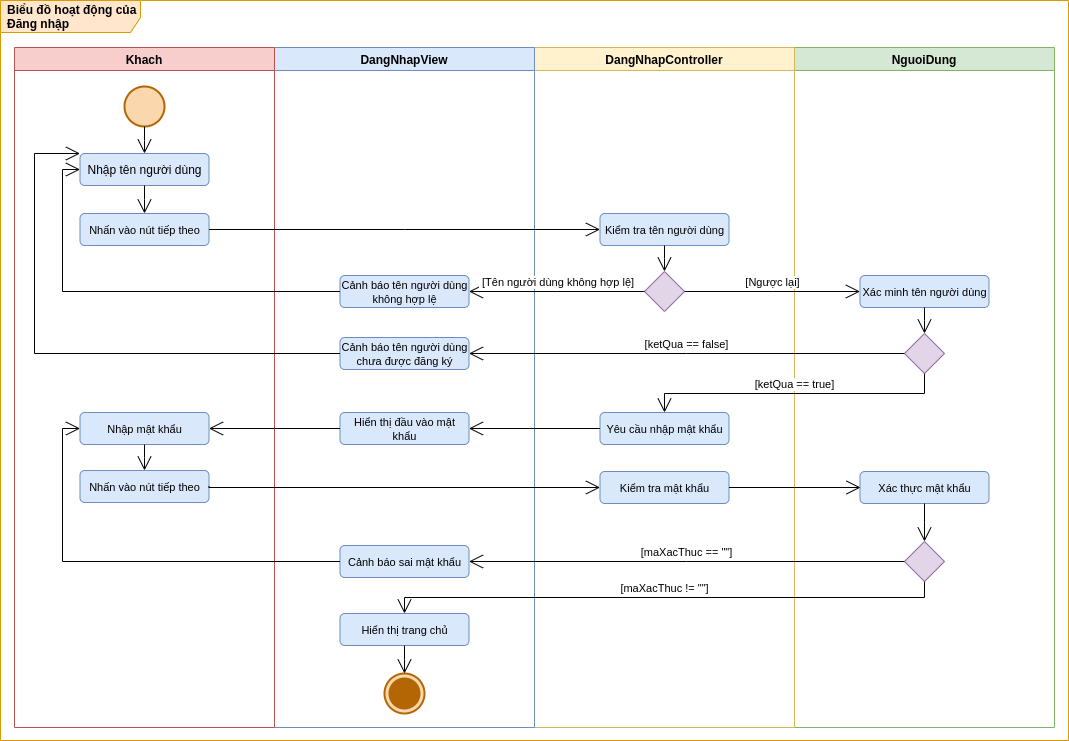 Biểu đồ hoạt động của
Đăng nhập
Khach
DangNhapView
DangNhapController
NguoiDung
Nhập tên người dùng
Nhấn vào nút tiếp theo
Kiểm tra tên người dùng
Cảnh báo tên người dùng
không hợp lệ
[Tên người dùng không hợp lệ]
[Ngược lại]
Xác minh tên người dùng
Cảnh báo tên người dùng
chưa được đăng ký
[ketQua == false]
[ketQua == true]
Nhập mật khẩu
Hiển thị đầu vào mật
khẩu
Yêu cầu nhập mật khẩu
Nhấn vào nút tiếp theo
Kiểm tra mật khẩu
Xác thực mật khẩu
Cảnh báo sai mật khẩu
[maXacThuc == ""]
[maXacThuc != ""]
Hiển thị trang chủ